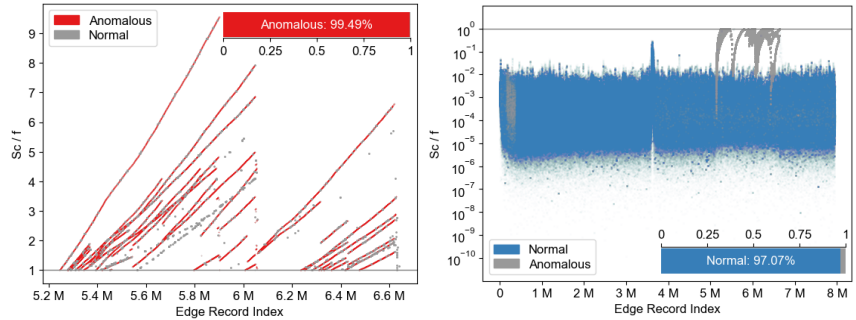 Anomalous
Normal
Anomalous: 99.49%
0 0.25 0.5 0.75 1
9
8
7
6
5
4
3
2
1
Sc / f
5.2 M 5.4 M 5.6 M 5.8 M 6 M 6.2 M 6.4 M 6.6 M
Edge Record Index
10⁰
10⁻¹
10⁻²
10⁻³
10⁻⁴
10⁻⁵
10⁻⁶
10⁻⁷
10⁻⁸
10⁻⁹
10⁻¹⁰
Sc / f
Normal
Anomalous
0 0.25 0.5 0.75 1
Normal: 97.07%
0 1 M 2 M 3 M 4 M 5 M 6 M 7 M 8 M
Edge Record Index